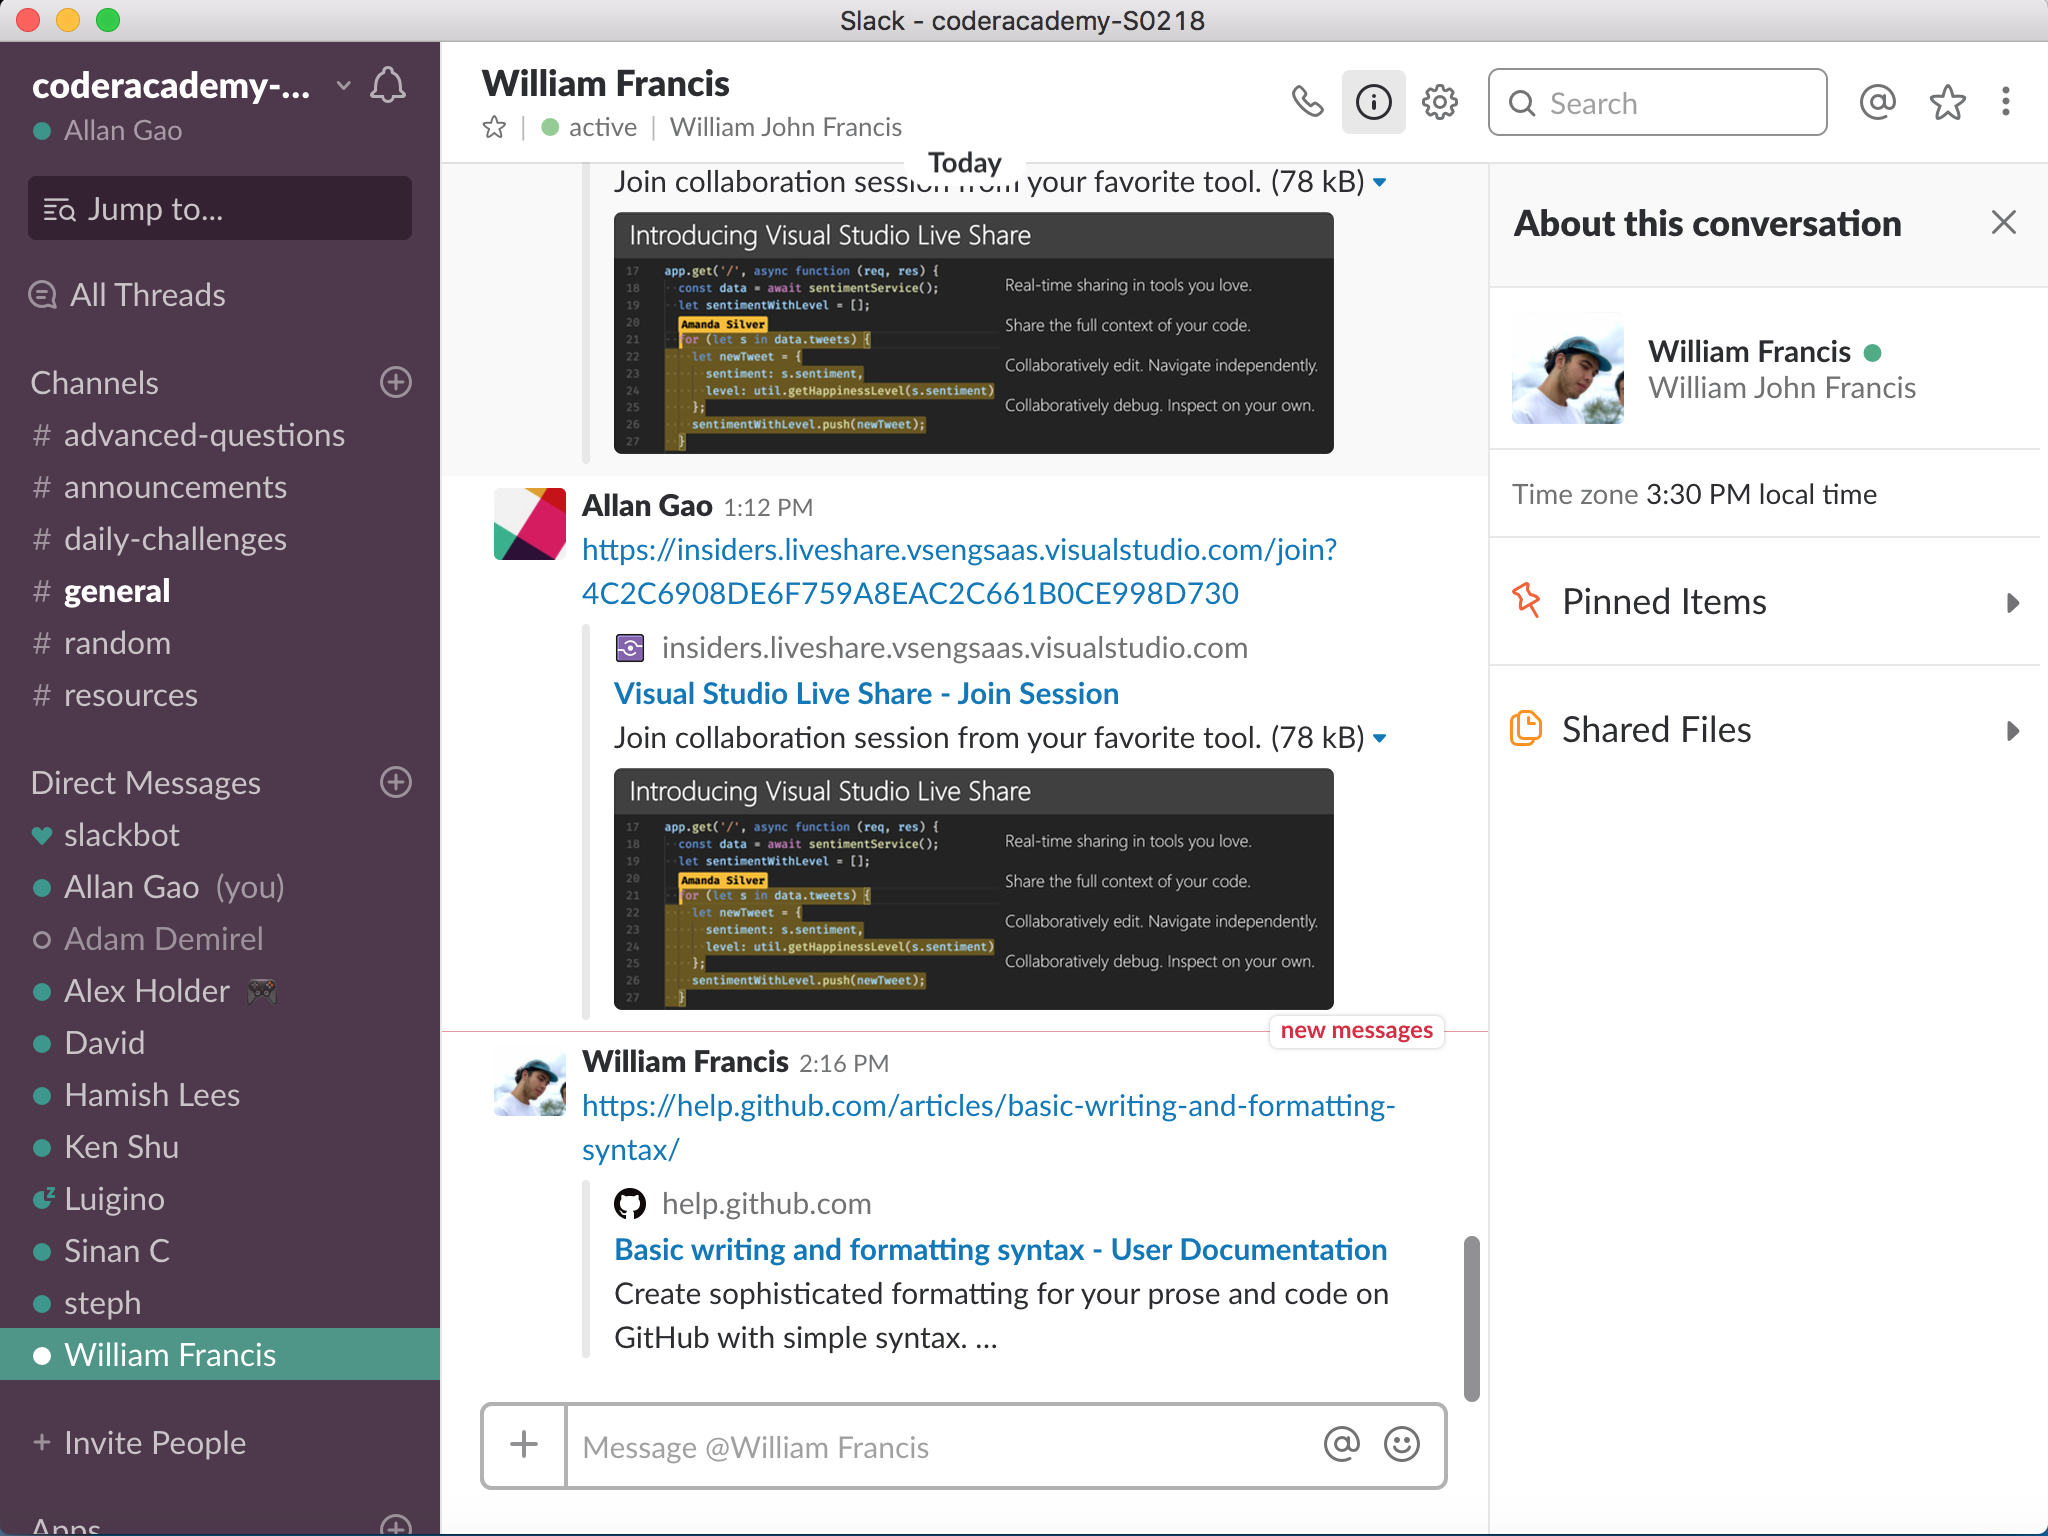 Slack - coderacademy-S0218
coderacademy-...
Allan Gao
Jump to...
All Threads
Channels
# advanced-questions
# announcements
# daily-challenges
# general
# random
# resources
Direct Messages
slackbot
Allan Gao (you)
Adam Demirel
Alex Holder
David
Hamish Lees
Ken Shu
Luigino
Sinan C
steph
William Francis
+ Invite People
Apps
William Francis
active | William John Francis
Search
Today
Join collaboration session from your favorite tool. (78 kB)
Introducing Visual Studio Live Share
17 app.get('/', async function (req, res) {
18 const data = await sentimentService();
19 let sentimentWithLevel = [];
20 Amanda Silver
21 for (let s in data.tweets) {
22 let newTweet = {
23 sentiment: s.sentiment,
24 level: util.getHappinessLevel(s.sentiment)
25 };
26 sentimentWithLevel.push(newTweet);
27 }
Real-time sharing in tools you love.
Share the full context of your code.
Collaboratively edit. Navigate independently.
Collaboratively debug. Inspect on your own.
Allan Gao 1:12 PM
https://insiders.liveshare.vsengsaas.visualstudio.com/join?
4C2C6908DE6F759A8EAC2C661B0CE998D730
insiders.liveshare.vsengsaas.visualstudio.com
Visual Studio Live Share - Join Session
Join collaboration session from your favorite tool. (78 kB)
Introducing Visual Studio Live Share
17 app.get('/', async function (req, res) {
18 const data = await sentimentService();
19 let sentimentWithLevel = [];
20 Amanda Silver
21 for (let s in data.tweets) {
22 let newTweet = {
23 sentiment: s.sentiment,
24 level: util.getHappinessLevel(s.sentiment)
25 };
26 sentimentWithLevel.push(newTweet);
27 }
Real-time sharing in tools you love.
Share the full context of your code.
Collaboratively edit. Navigate independently.
Collaboratively debug. Inspect on your own.
new messages
William Francis 2:16 PM
https://help.github.com/articles/basic-writing-and-formatting-
syntax/
help.github.com
Basic writing and formatting syntax - User Documentation
Create sophisticated formatting for your prose and code on
GitHub with simple syntax. ...
Message @William Francis
About this conversation
William Francis
William John Francis
Time zone 3:30 PM local time
Pinned Items
Shared Files